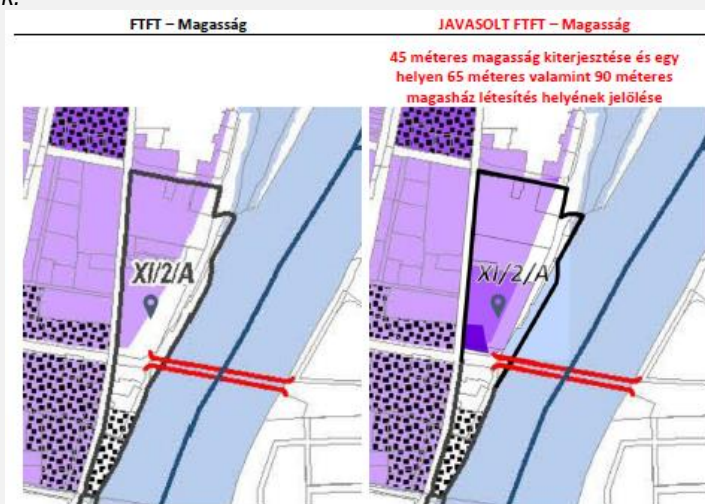 FTFT – Magasság
JAVASOLT FTFT – Magasság
45 méteres magasság kiterjesztése és egy
helyen 65 méteres valamint 90 méteres
magasház létesítés helyének jelölése
XI/2/A
XI/2/A